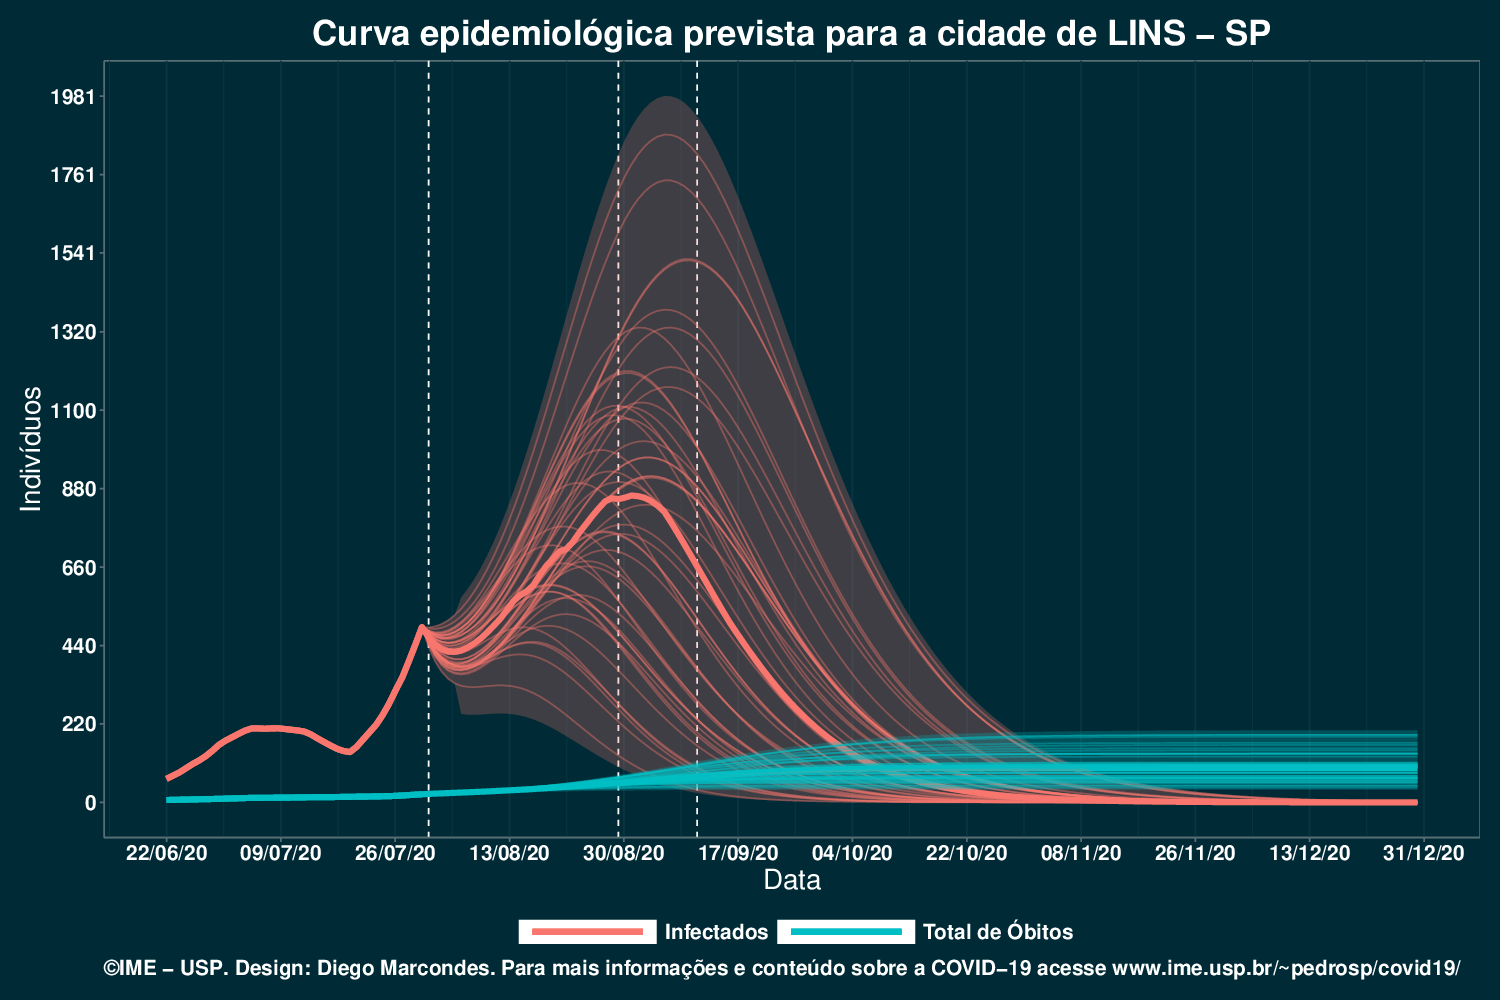 Curva epidemiológica prevista para a cidade de LINS – SP
1981
1761
1541
1320
1100
880
660
440
220
0
Indivíduos
22/06/20 09/07/20 26/07/20 13/08/20 30/08/20 17/09/20 04/10/20 22/10/20 08/11/20 26/11/20 13/12/20 31/12/20
Data
Infectados Total de Óbitos
©IME – USP. Design: Diego Marcondes. Para mais informações e conteúdo sobre a COVID–19 acesse www.ime.usp.br/~pedrosp/covid19/